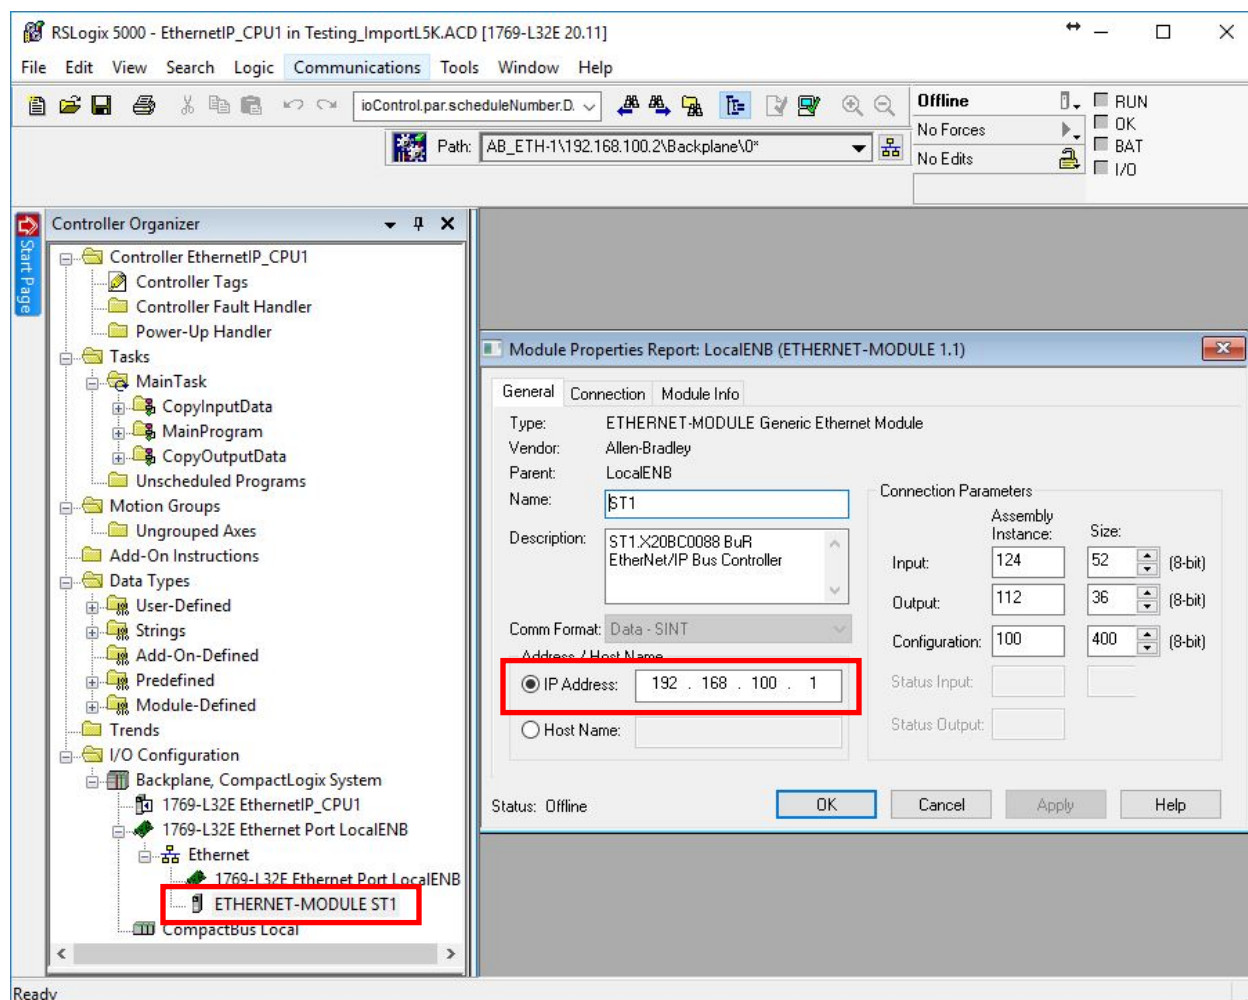 RSLogix 5000 - EthernetIP_CPU1 in Testing_ImportL5K.ACD [1769-L32E 20.11]
File Edit View Search Logic Communications Tools Window Help
ioControl.par.scheduleNumber.D.
Offline
RUN
No Forces
OK
No Edits
BAT
I/O
Path: AB_ETH-1\192.168.100.2\Backplane\0*
Start Page
Controller Organizer
Controller EthernetIP_CPU1
Controller Tags
Controller Fault Handler
Power-Up Handler
Tasks
MainTask
CopyInputData
MainProgram
CopyOutputData
Unscheduled Programs
Motion Groups
Ungrouped Axes
Add-On Instructions
Data Types
User-Defined
Strings
Add-On-Defined
Predefined
Module-Defined
Trends
I/O Configuration
Backplane, CompactLogix System
1769-L32E EthernetIP_CPU1
1769-L32E Ethernet Port LocalENB
Ethernet
1769-L32E Ethernet Port LocalENB
ETHERNET-MODULE ST1
CompactBus Local
Module Properties Report: LocalENB (ETHERNET-MODULE 1.1)
General Connection Module Info
Type: ETHERNET-MODULE Generic Ethernet Module
Vendor: Allen-Bradley
Parent: LocalENB
Name: ST1
Description: ST1.X20BC0088 BuR
EtherNet/IP Bus Controller
Comm Format: Data - SINT
Address / Host Name
IP Address: 192 . 168 . 100 . 1
Host Name:
Connection Parameters
Assembly
Instance: Size:
Input: 124 52 (8-bit)
Output: 112 36 (8-bit)
Configuration: 100 400 (8-bit)
Status Input:
Status Output:
Status: Offline
OK Cancel Apply Help
Ready